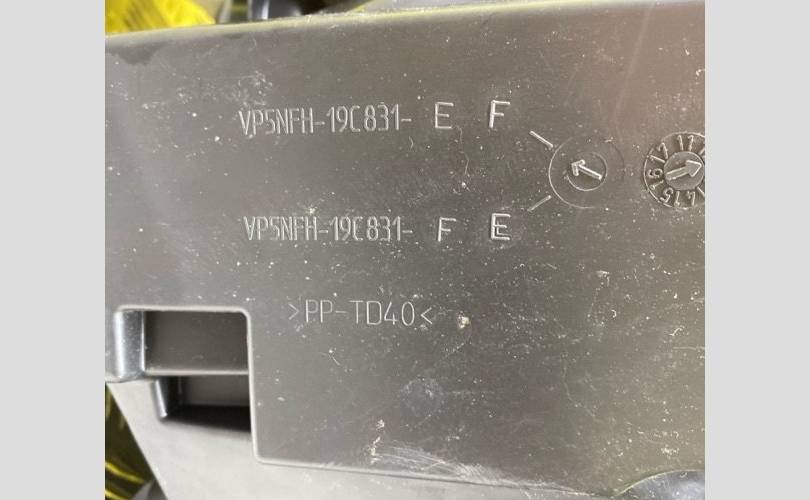 VP5NFH-19C831- E F
VP5NFH-19C831- F E
>PP-TD40<